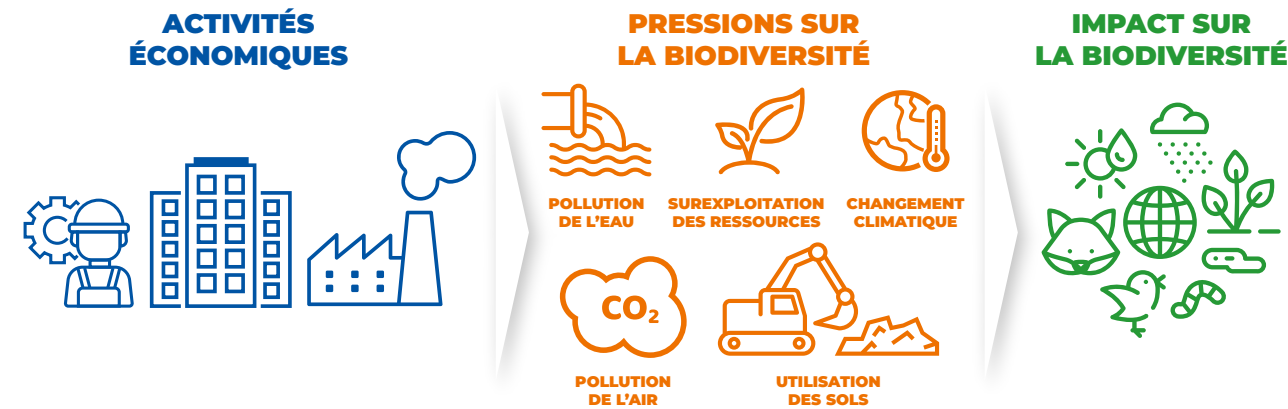 ACTIVITÉS
ÉCONOMIQUES
PRESSIONS SUR
LA BIODIVERSITÉ
IMPACT SUR
LA BIODIVERSITÉ
POLLUTION
DE L’EAU
SUREXPLOITATION
DES RESSOURCES
CHANGEMENT
CLIMATIQUE
CO₂
POLLUTION
DE L’AIR
UTILISATION
DES SOLS